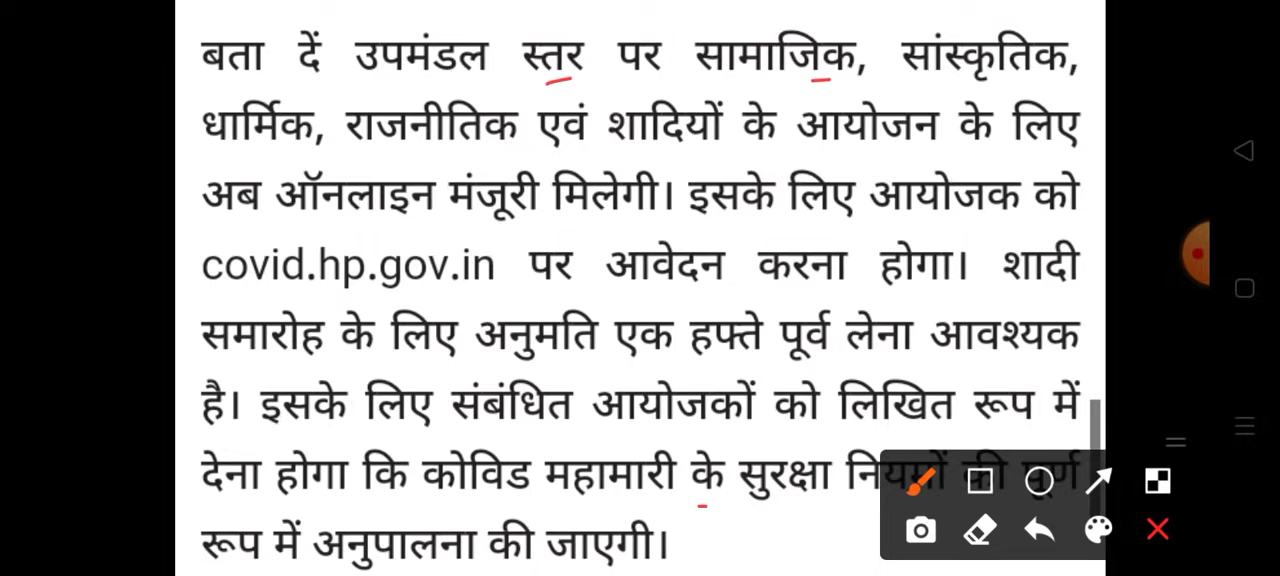 बता दें उपमंडल स्तर पर सामाजिक, सांस्कृतिक,
धार्मिक, राजनीतिक एवं शादियों के आयोजन के लिए
अब ऑनलाइन मंजूरी मिलेगी। इसके लिए आयोजक को
covid.hp.gov.in पर आवेदन करना होगा। शादी
समारोह के लिए अनुमति एक हफ्ते पूर्व लेना आवश्यक
है। इसके लिए संबंधित आयोजकों को लिखित रूप में
देना होगा कि कोविड महामारी के सुरक्षा नियमों की पूर्ण
रूप में अनुपालना की जाएगी।